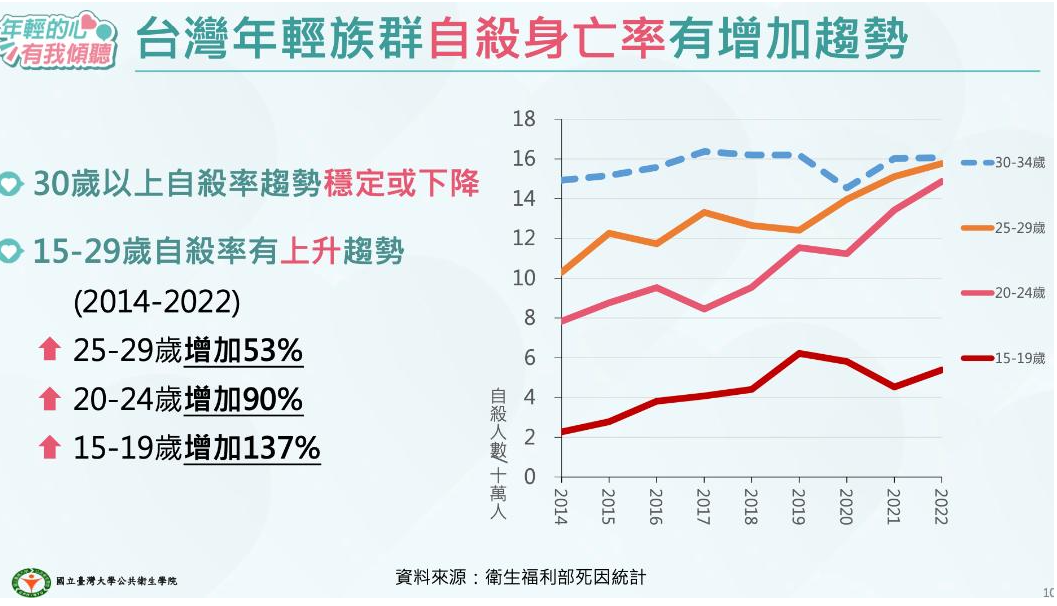 年輕的心
有我傾聽
台灣年輕族群自殺身亡率有增加趨勢
30歲以上自殺率趨勢穩定或下降
15-29歲自殺率有上升趨勢
(2014-2022)
25-29歲增加53%
20-24歲增加90%
15-19歲增加137%
18
16
14
12
10
8
6
4
2
0
自殺人數/十萬人
2014
2015
2016
2017
2018
2019
2020
2021
2022
30-34歲
25-29歲
20-24歲
15-19歲
國立臺灣大學公共衛生學院
資料來源：衛生福利部死因統計
10